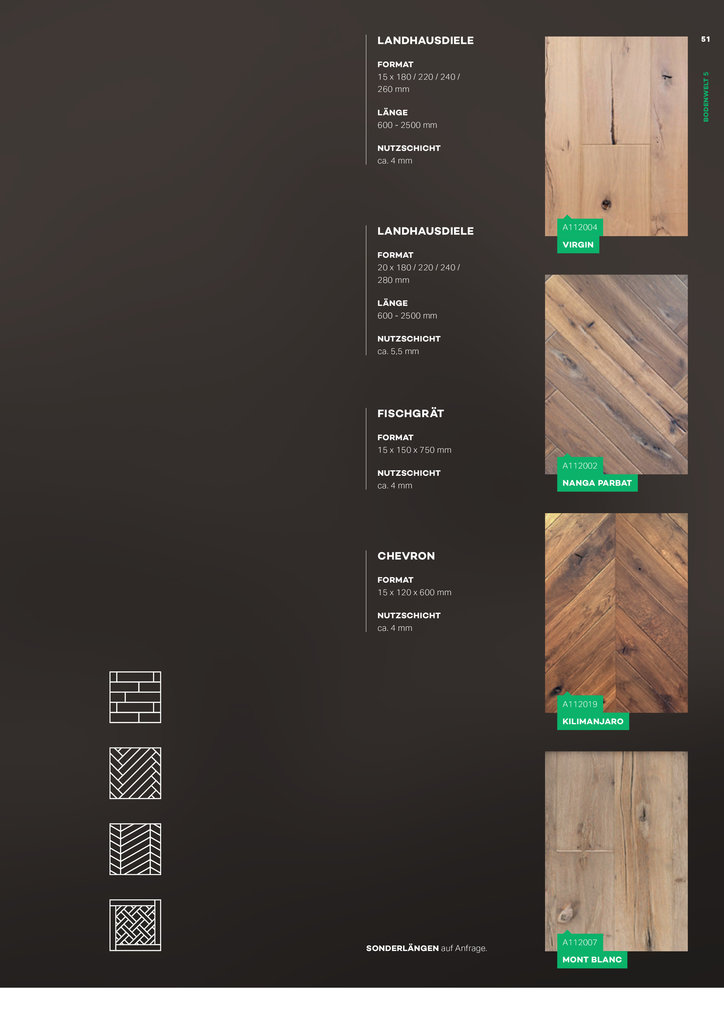 LANDHAUSDIELE
FORMAT
15 x 180 / 220 / 240 /
260 mm
LÄNGE
600 - 2500 mm
NUTZSCHICHT
ca. 4 mm
LANDHAUSDIELE
FORMAT
20 x 180 / 220 / 240 /
280 mm
LÄNGE
600 - 2500 mm
NUTZSCHICHT
ca. 5,5 mm
FISCHGRÄT
FORMAT
15 x 150 x 750 mm
NUTZSCHICHT
ca. 4 mm
CHEVRON
FORMAT
15 x 120 x 600 mm
NUTZSCHICHT
ca. 4 mm
SONDERLÄNGEN auf Anfrage.
A112004
VIRGIN
A112002
NANGA PARBAT
A112019
KILIMANJARO
A112007
MONT BLANC
51
BODENWELT 5